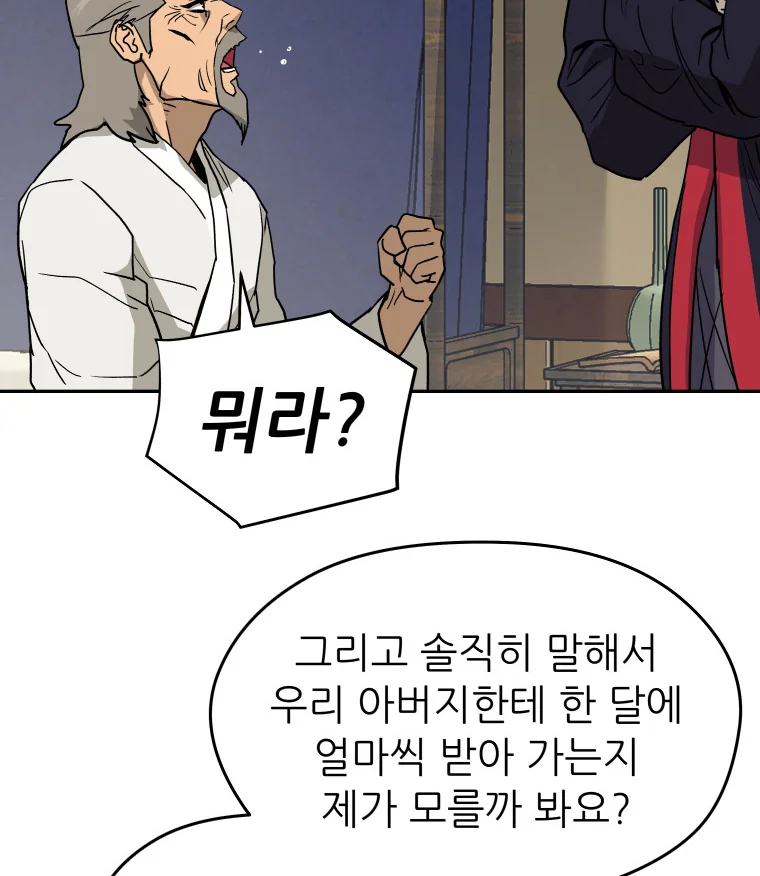 뭐라?
그리고 솔직히 말해서
우리 아버지한테 한 달에
얼마씩 받아 가는지
제가 모를까 봐요?